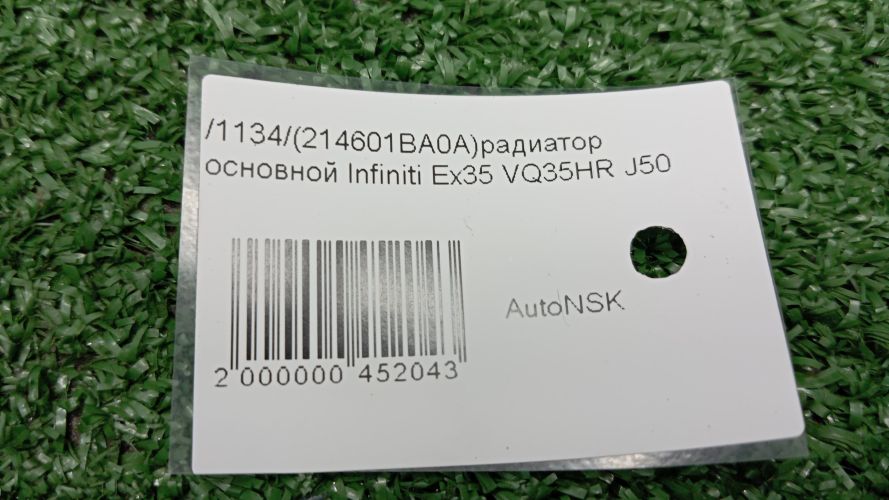 /1134/(214601BA0A)радиатор
основной Infiniti Ex35 VQ35HR J50
AutoNSK
2 000000 452043